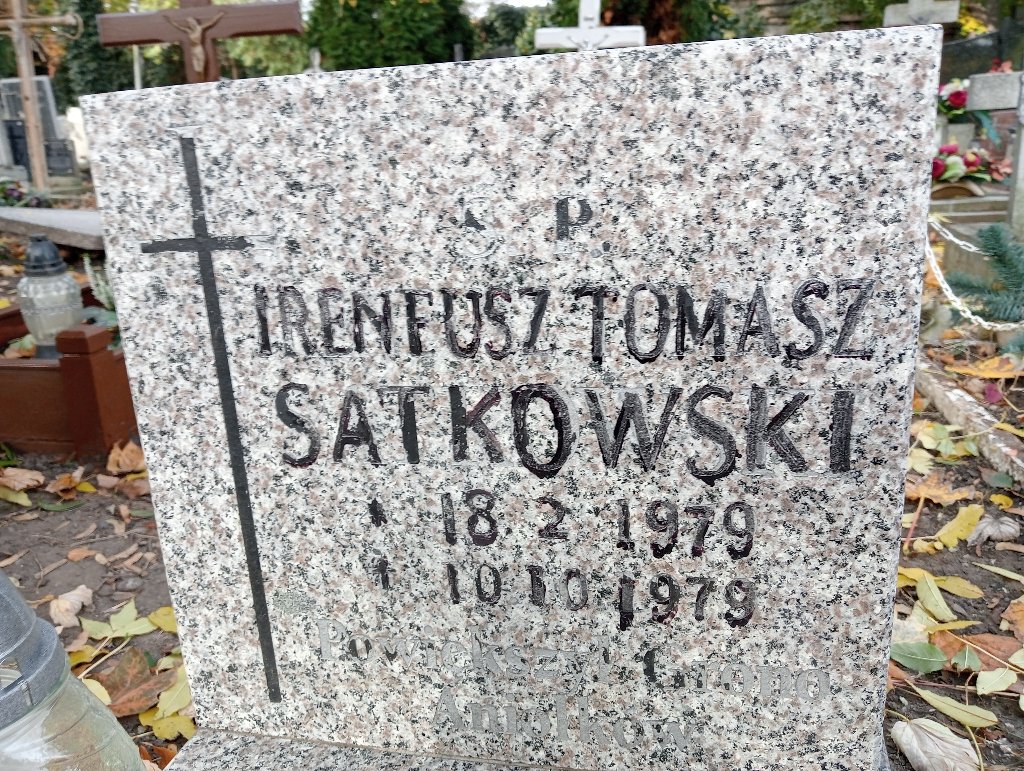 Ś. P.
IRENEUSZ TOMASZ
SATKOWSKI
* 18 2 1979
† 10 10 1979
Powiększył Grono
Aniołków